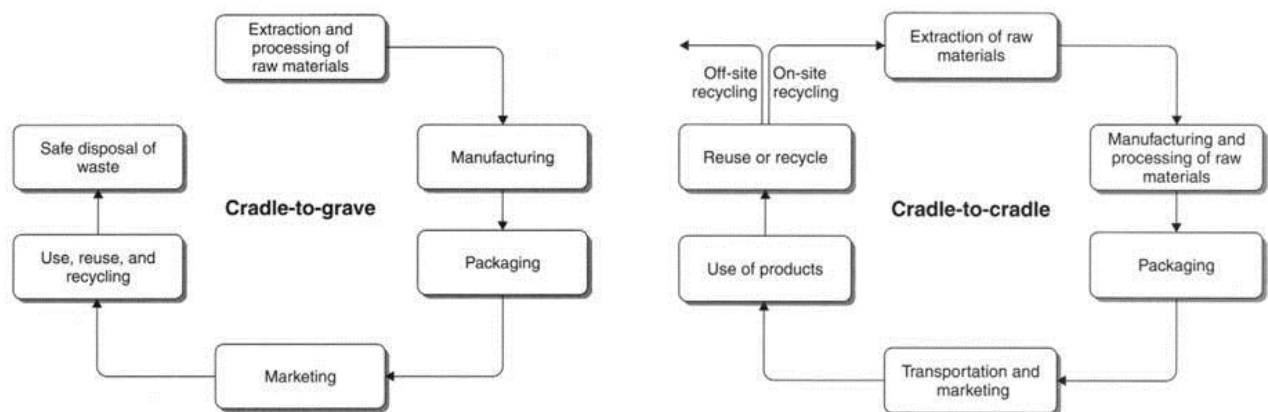 Extraction and
processing of
raw materials
Manufacturing
Packaging
Marketing
Use, reuse, and
recycling
Safe disposal of
waste
Cradle-to-grave
Extraction of raw
materials
Manufacturing and
processing of raw
materials
Packaging
Transportation and
marketing
Use of products
Reuse or recycle
Off-site
recycling
On-site
recycling
Cradle-to-cradle